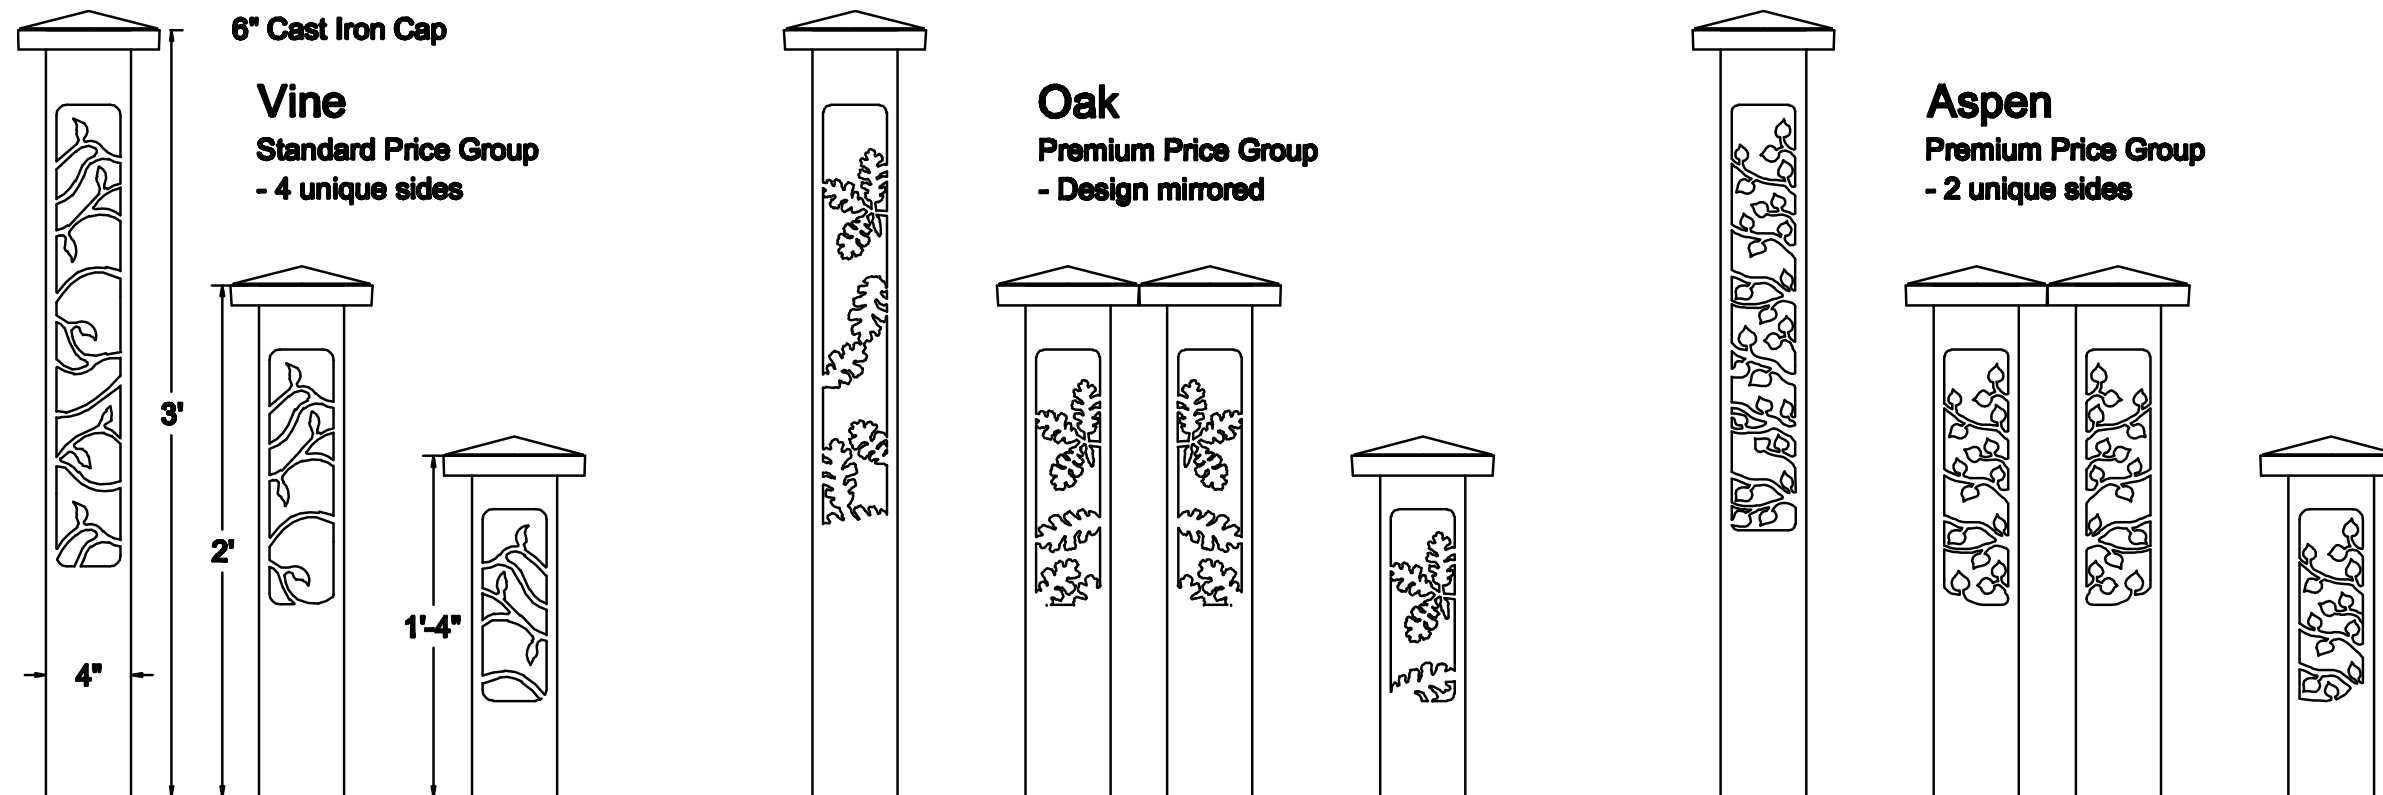 6" Cast Iron Cap
Vine
Standard Price Group
- 4 unique sides
Oak
Premium Price Group
- Design mirrored
Aspen
Premium Price Group
- 2 unique sides
3'
2'
1'-4"
4"